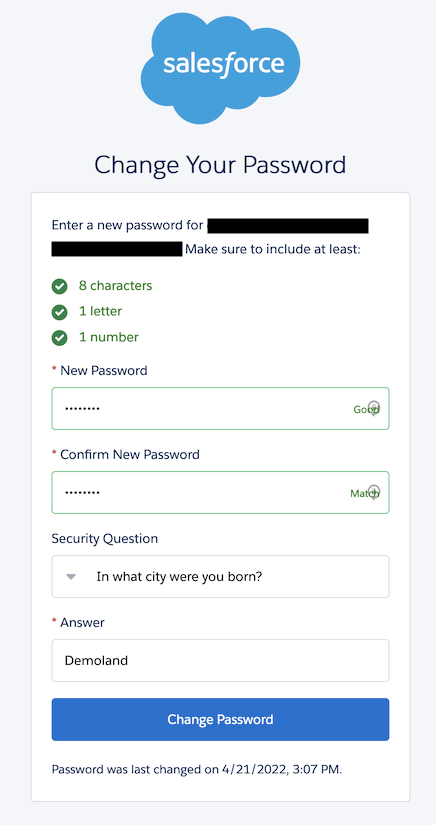 salesforce
Change Your Password
Enter a new password for
Make sure to include at least:
8 characters
1 letter
1 number
* New Password
•••••••• Good
* Confirm New Password
•••••••• Match
Security Question
In what city were you born?
* Answer
Demoland
Change Password
Password was last changed on 4/21/2022, 3:07 PM.